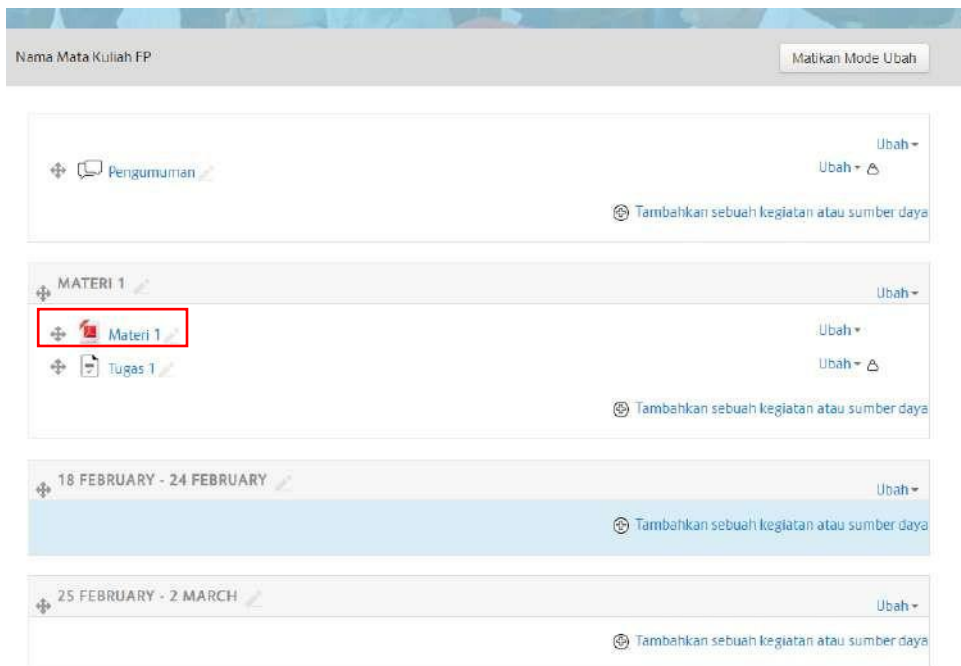 Nama Mata Kuliah FP
Matikan Mode Ubah
Ubah
Pengumuman
Ubah
Tambahkan sebuah kegiatan atau sumber daya
MATERI 1
Ubah
Materi 1
Ubah
Tugas 1
Ubah
Tambahkan sebuah kegiatan atau sumber daya
18 FEBRUARY - 24 FEBRUARY
Ubah
Tambahkan sebuah kegiatan atau sumber daya
25 FEBRUARY - 2 MARCH
Ubah
Tambahkan sebuah kegiatan atau sumber daya